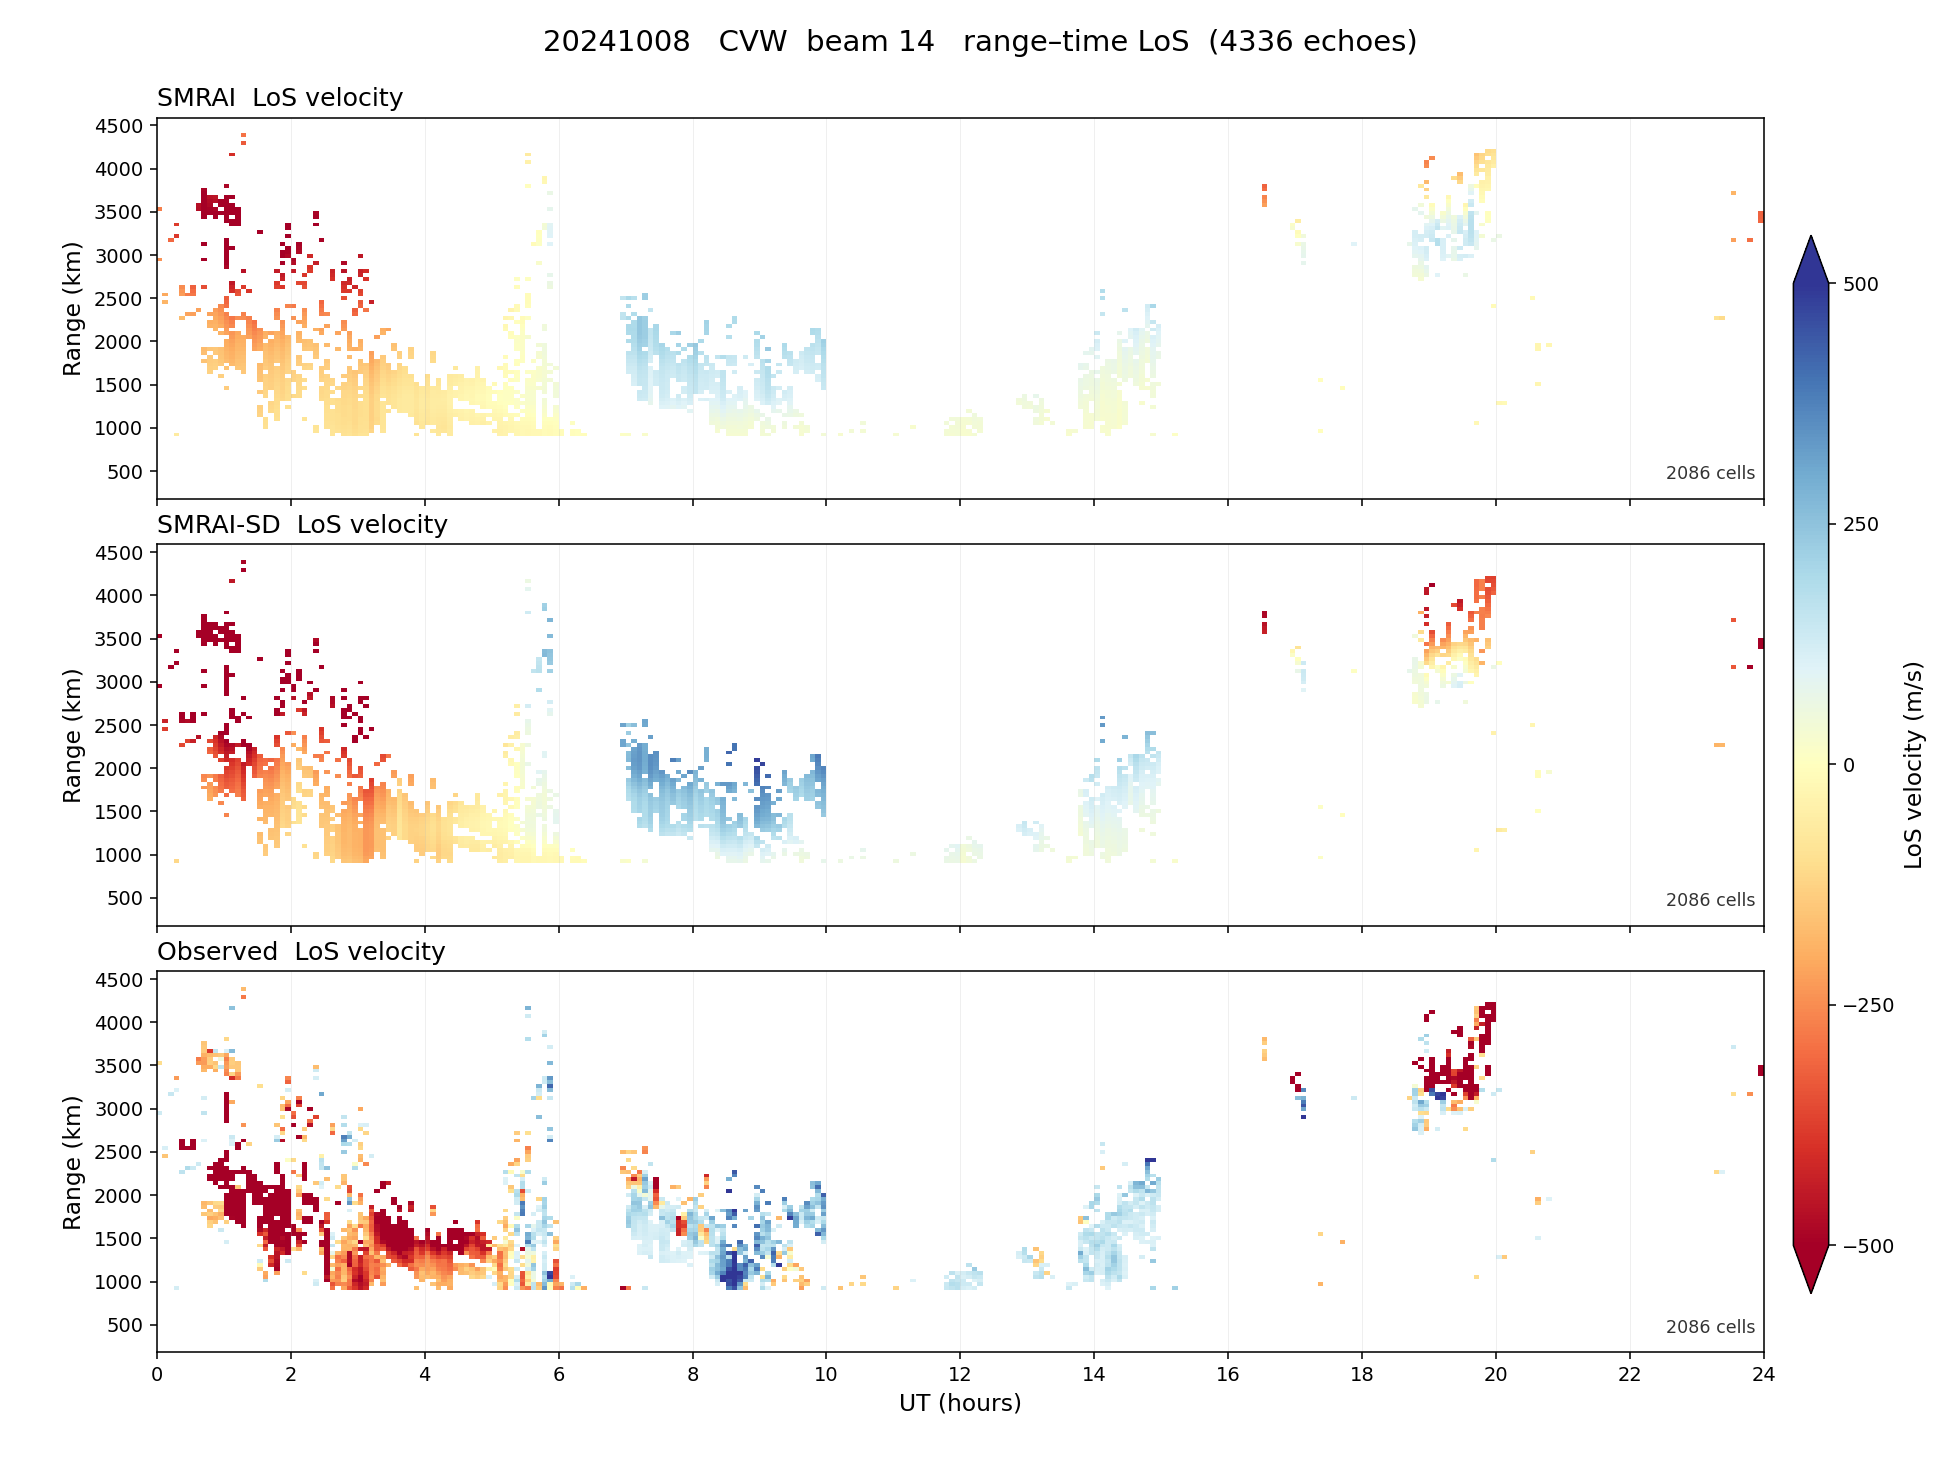 20241008   CVW  beam 14   range–time LoS  (4336 echoes)
SMRAI  LoS velocity
4500
4000
3500
3000
2500
2000
1500
1000
500
Range (km)
2086 cells
SMRAI-SD  LoS velocity
4500
4000
3500
3000
2500
2000
1500
1000
500
Range (km)
2086 cells
Observed  LoS velocity
4500
4000
3500
3000
2500
2000
1500
1000
500
Range (km)
2086 cells
0 2 4 6 8 10 12 14 16 18 20 22 24
UT (hours)
500
250
0
−250
−500
LoS velocity (m/s)